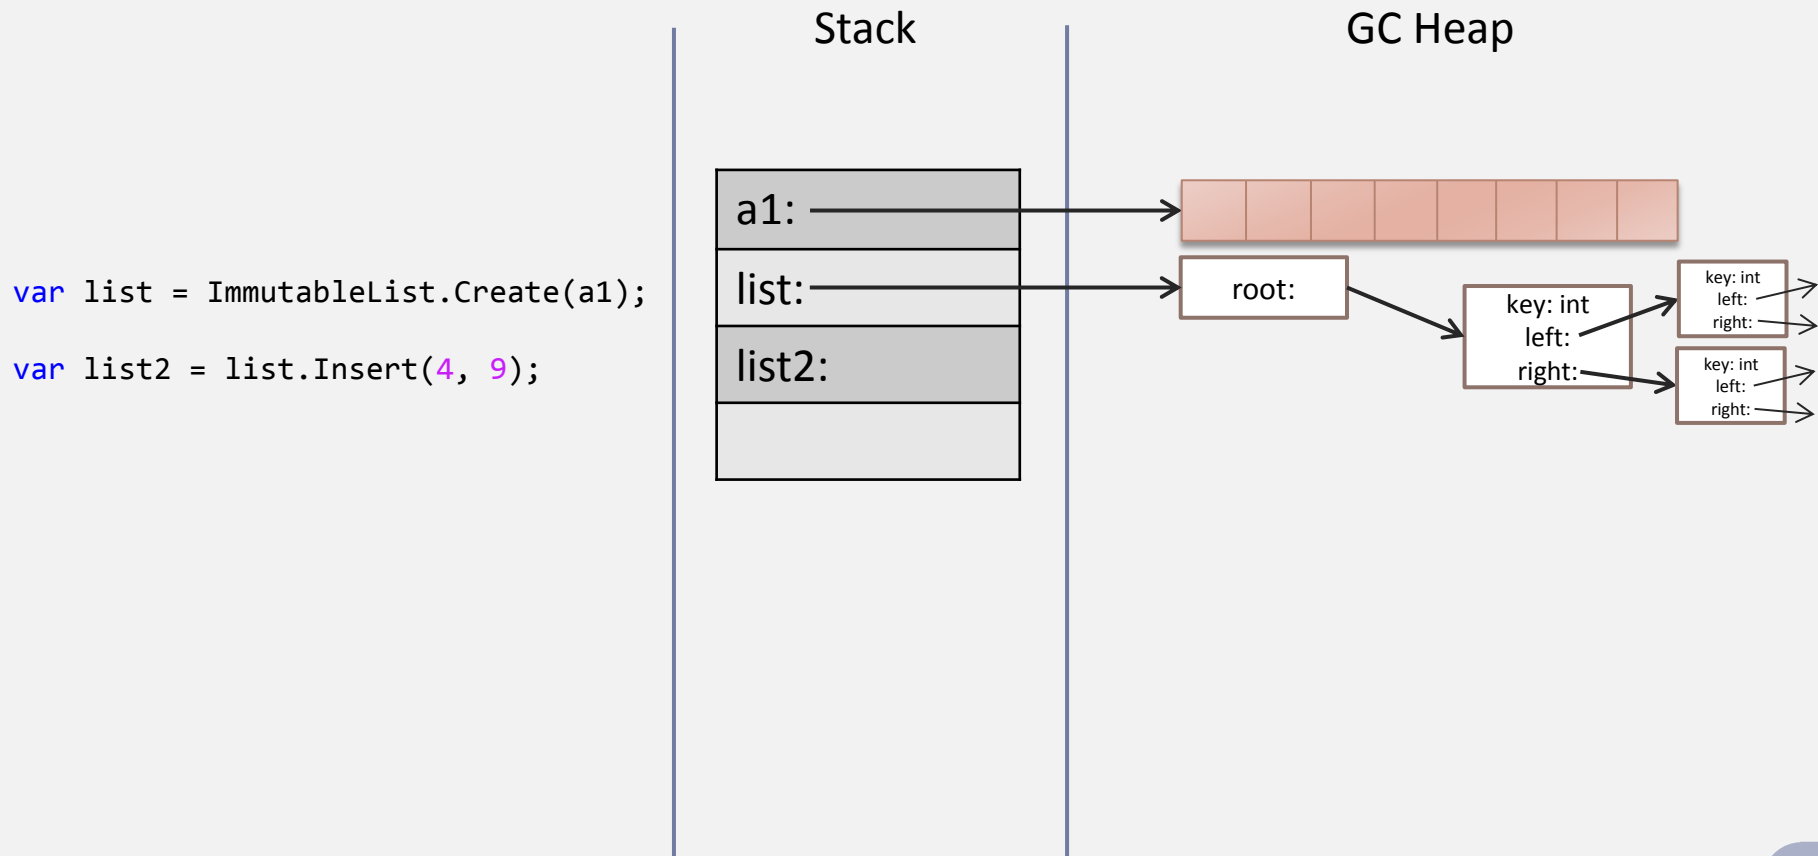 Stack
GC Heap
var list = ImmutableList.Create(a1);
var list2 = list.Insert(4, 9);
a1:
list:
list2:
root:
key: int
left:
right:
key: int
left:
right:
key: int
left:
right: